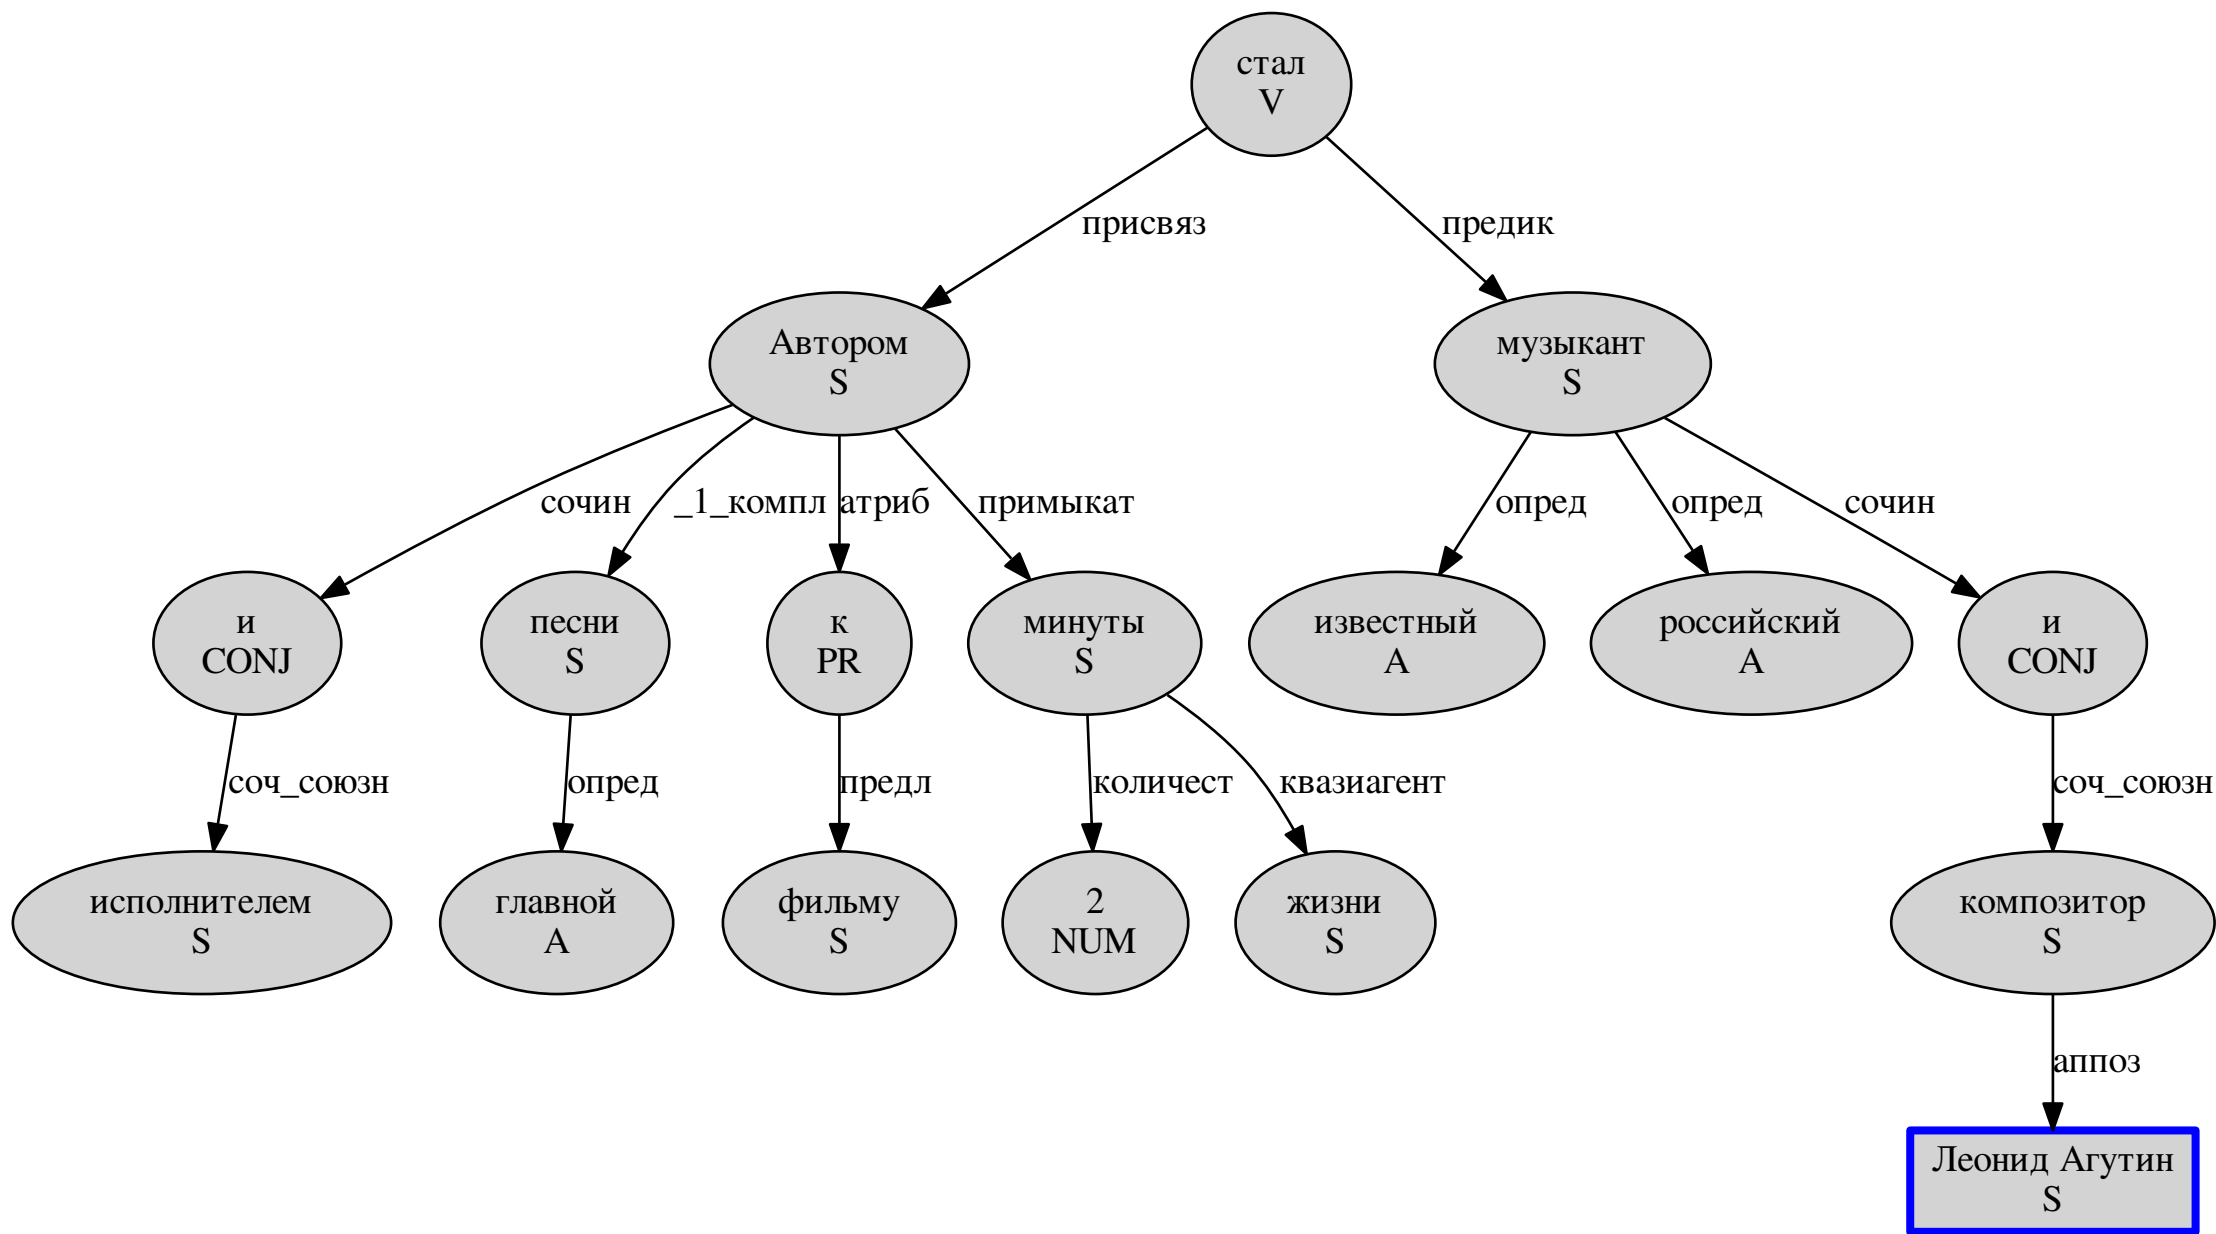 стал
V
присвяз
предик
Автором
S
музыкант
S
сочин
_1_компл
атриб
примыкат
опред
опред
сочин
и
CONJ
песни
S
к
PR
минуты
S
известный
A
российский
A
и
CONJ
соч_союзн
опред
предл
количест
квазиагент
соч_союзн
исполнителем
S
главной
A
фильму
S
2
NUM
жизни
S
композитор
S
аппоз
Леонид Агутин
S